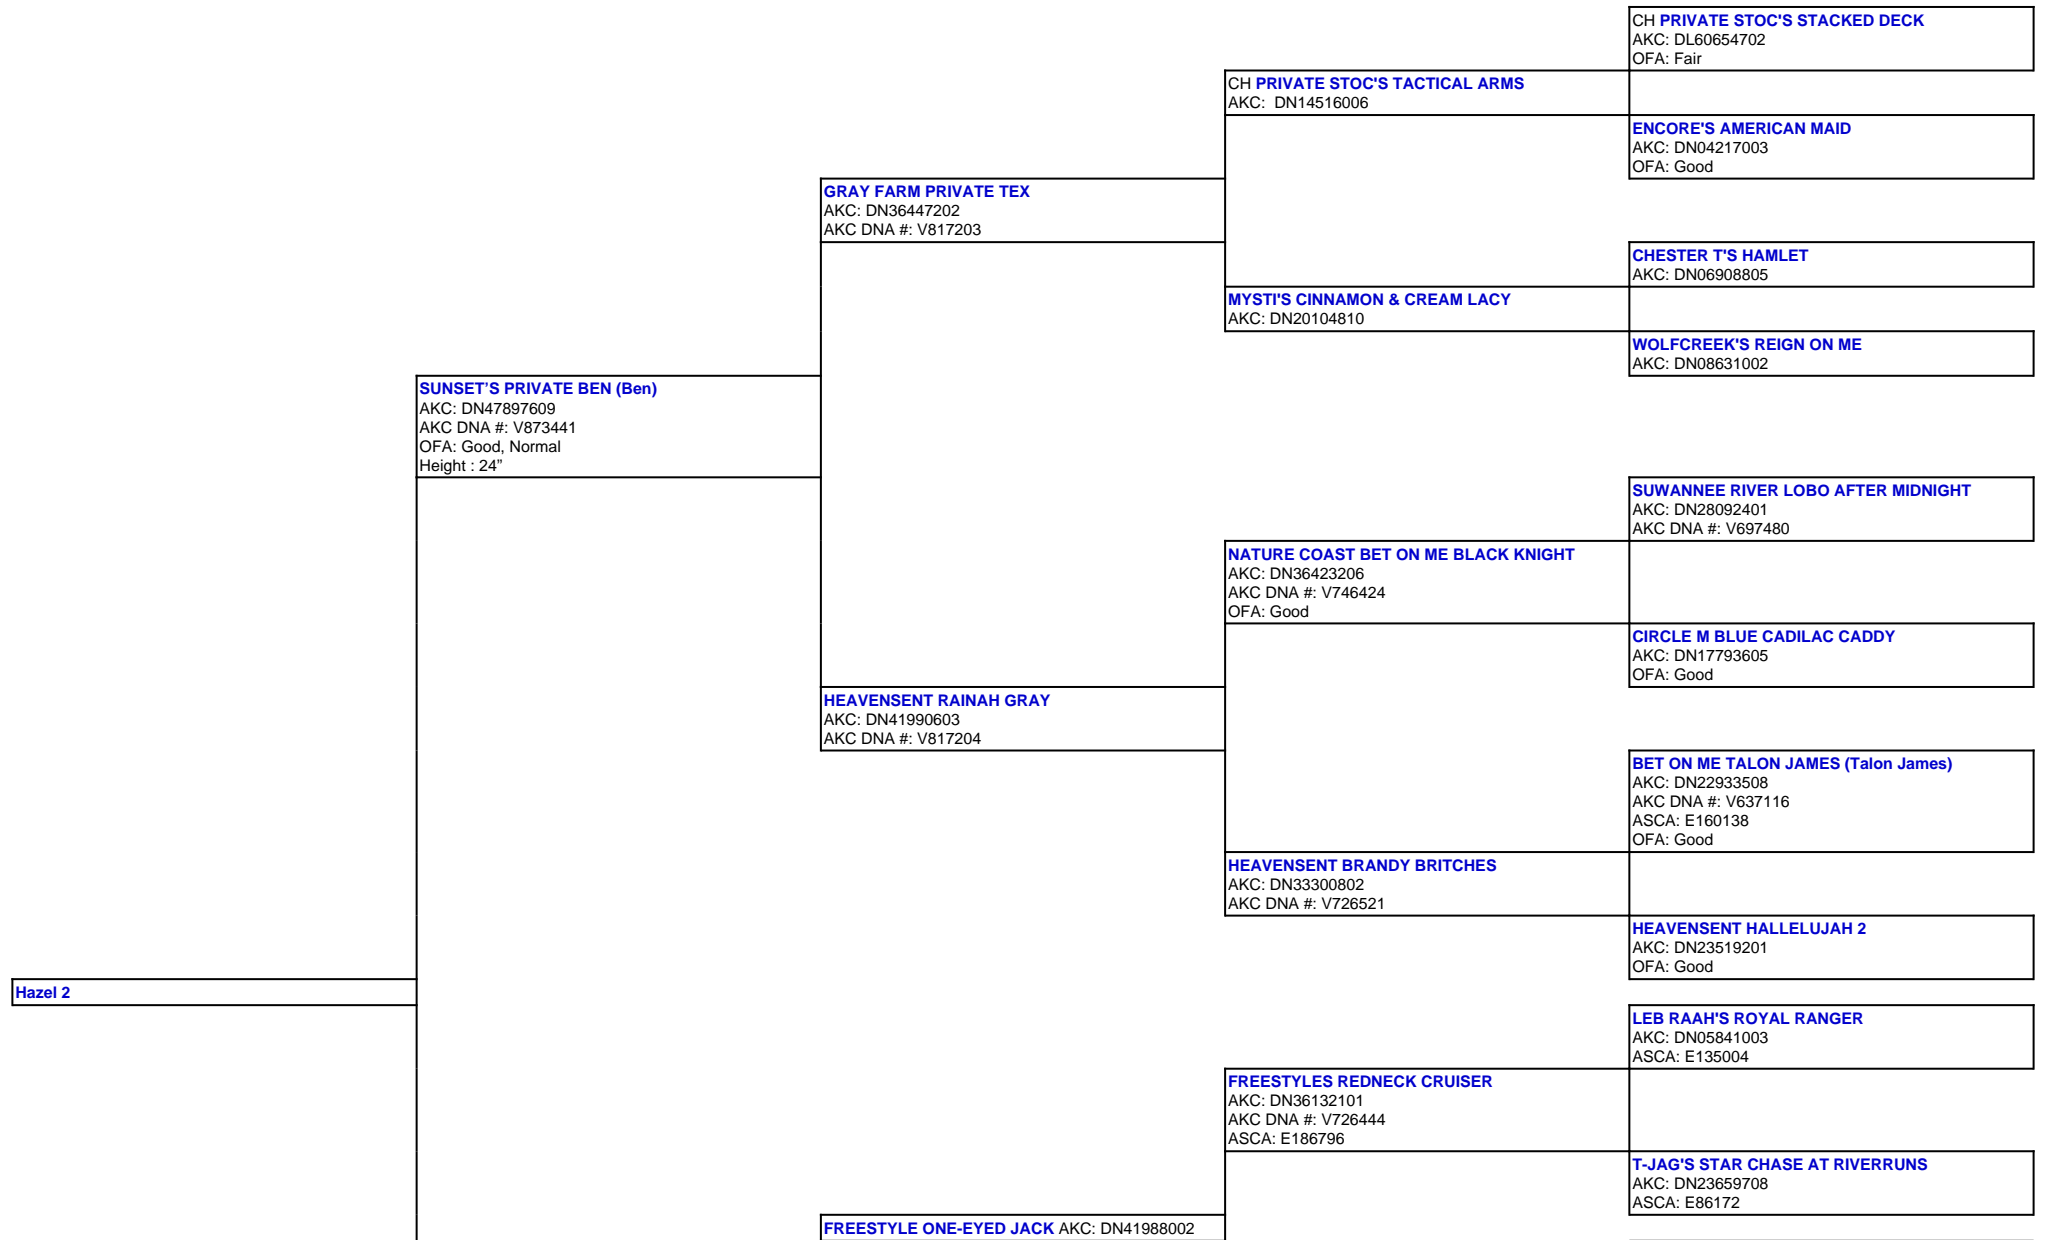 CH PRIVATE STOC'S STACKED DECK
AKC: DL60654702
OFA: Fair
CH PRIVATE STOC'S TACTICAL ARMS
AKC:  DN14516006
ENCORE'S AMERICAN MAID
AKC: DN04217003
OFA: Good
GRAY FARM PRIVATE TEX
AKC: DN36447202
AKC DNA #: V817203
CHESTER T'S HAMLET
AKC: DN06908805
MYSTI'S CINNAMON & CREAM LACY
AKC: DN20104810
WOLFCREEK'S REIGN ON ME
AKC: DN08631002
SUNSET’S PRIVATE BEN (Ben)
AKC: DN47897609
AKC DNA #: V873441
OFA: Good, Normal
Height : 24”
SUWANNEE RIVER LOBO AFTER MIDNIGHT
AKC: DN28092401
AKC DNA #: V697480
NATURE COAST BET ON ME BLACK KNIGHT
AKC: DN36423206
AKC DNA #: V746424
OFA: Good
CIRCLE M BLUE CADILAC CADDY
AKC: DN17793605
OFA: Good
HEAVENSENT RAINAH GRAY
AKC: DN41990603
AKC DNA #: V817204
BET ON ME TALON JAMES (Talon James)
AKC: DN22933508
AKC DNA #: V637116
ASCA: E160138
OFA: Good
HEAVENSENT BRANDY BRITCHES
AKC: DN33300802
AKC DNA #: V726521
HEAVENSENT HALLELUJAH 2
AKC: DN23519201
OFA: Good
Hazel 2
LEB RAAH'S ROYAL RANGER
AKC: DN05841003
ASCA: E135004
FREESTYLES REDNECK CRUISER
AKC: DN36132101
AKC DNA #: V726444
ASCA: E186796
T-JAG'S STAR CHASE AT RIVERRUNS
AKC: DN23659708
ASCA: E86172
FREESTYLE ONE-EYED JACK AKC: DN41988002